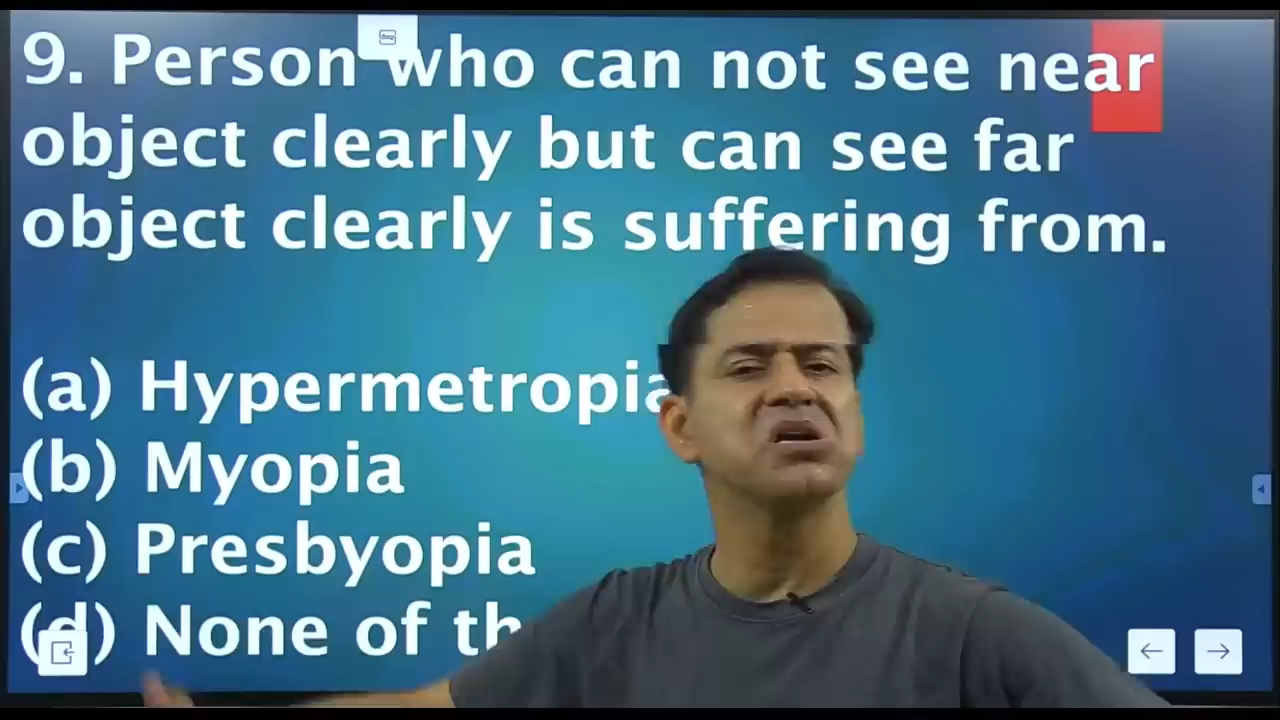 9. Person who can not see near
object clearly but can see far
object clearly is suffering from.
(a) Hypermetropia
(b) Myopia
(c) Presbyopia
(d) None of